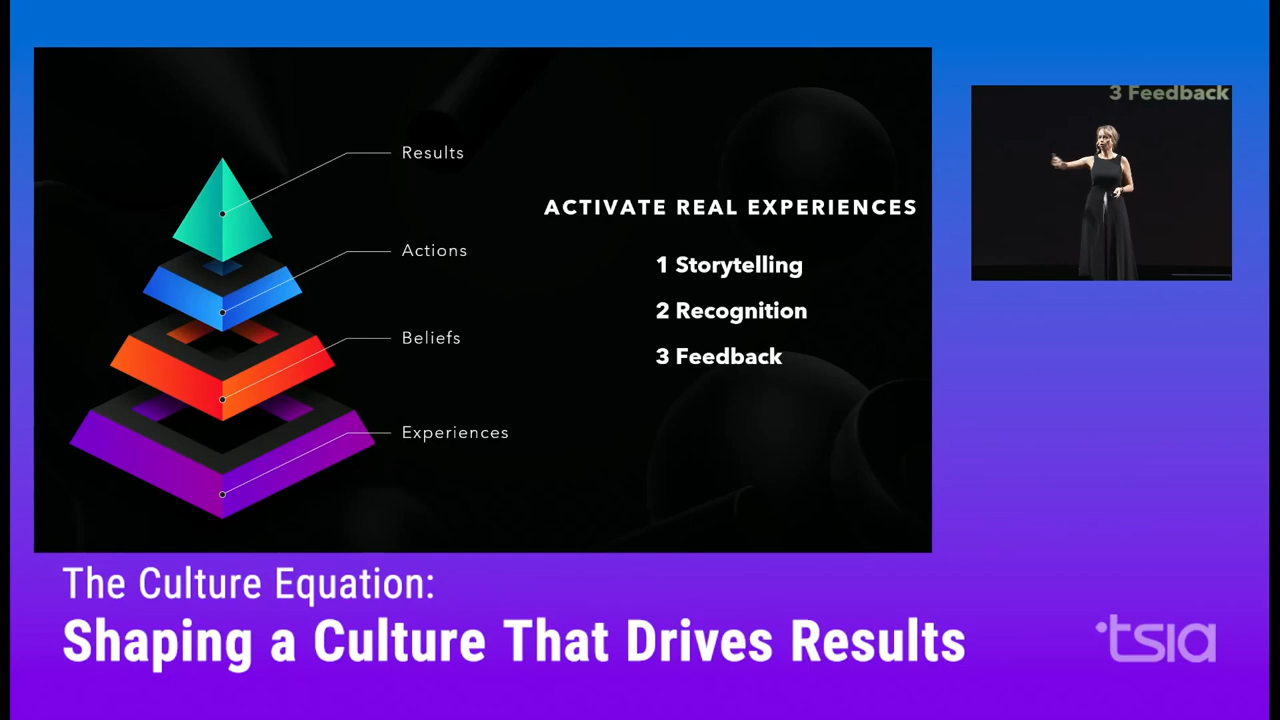 Results
Actions
Beliefs
Experiences
ACTIVATE REAL EXPERIENCES
1 Storytelling
2 Recognition
3 Feedback
3 Feedback
The Culture Equation:
Shaping a Culture That Drives Results
tsia